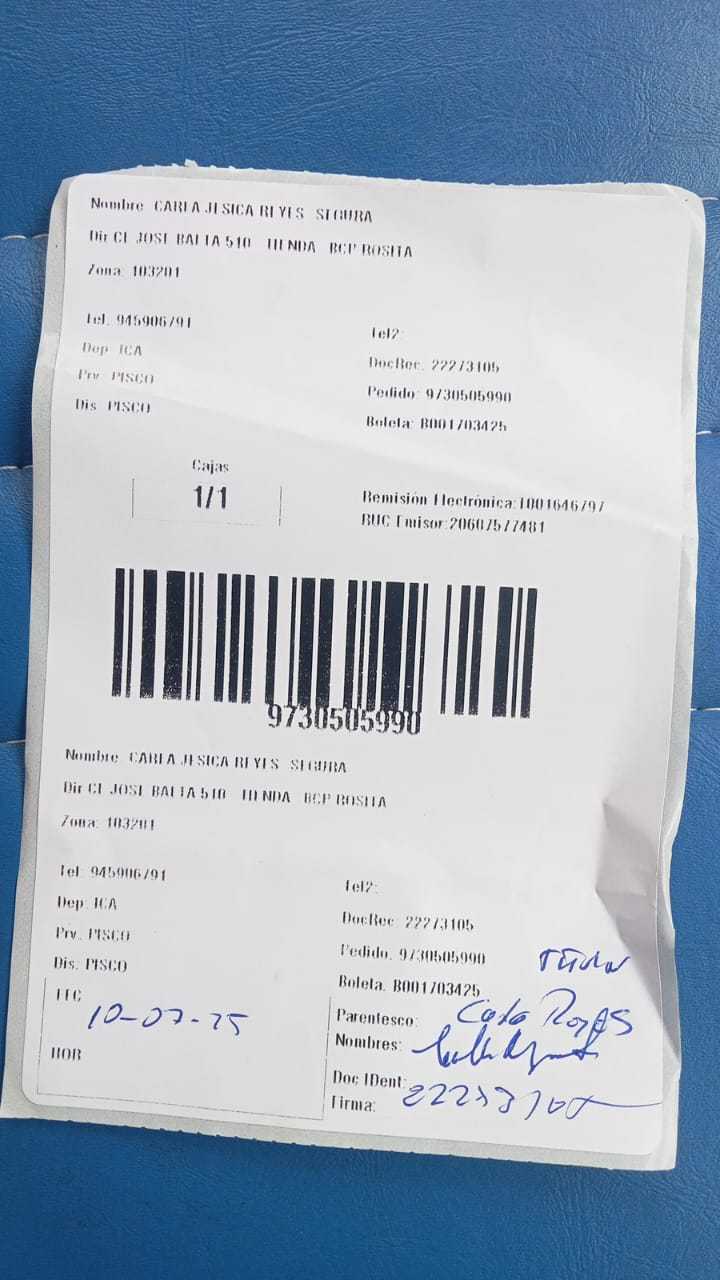 Nombre CARLA JESICA REYES SEGURA
Dir CL JOSE BALTA 510 TIENDA BCP ROSITA
Zona: 103201
Tel. 945906791 Tel2:
Dep ICA DocRec. 22273105
Prv. PISCO Pedido: 9730505990
Dis. PISCO Boleta: B001703425
Cajas
1/1
Remisión Electrónica:T001646797
RUC Emisor:20607577481
9730505990
Nombre CARLA JESICA REYES SEGURA
Dir CL JOSE BALTA 510 TIENDA BCP ROSITA
Zona: 103201
Tel. 945906791 Tel2:
Dep. ICA DocRec. 22273105
Prv. PISCO Pedido. 9730505990
Dis. PISCO Boleta. B001703425
Titular
FEC
10-07-25
Parentesco: Carla Reyes
Nombres:
HOR
Doc IDent:
Firma: